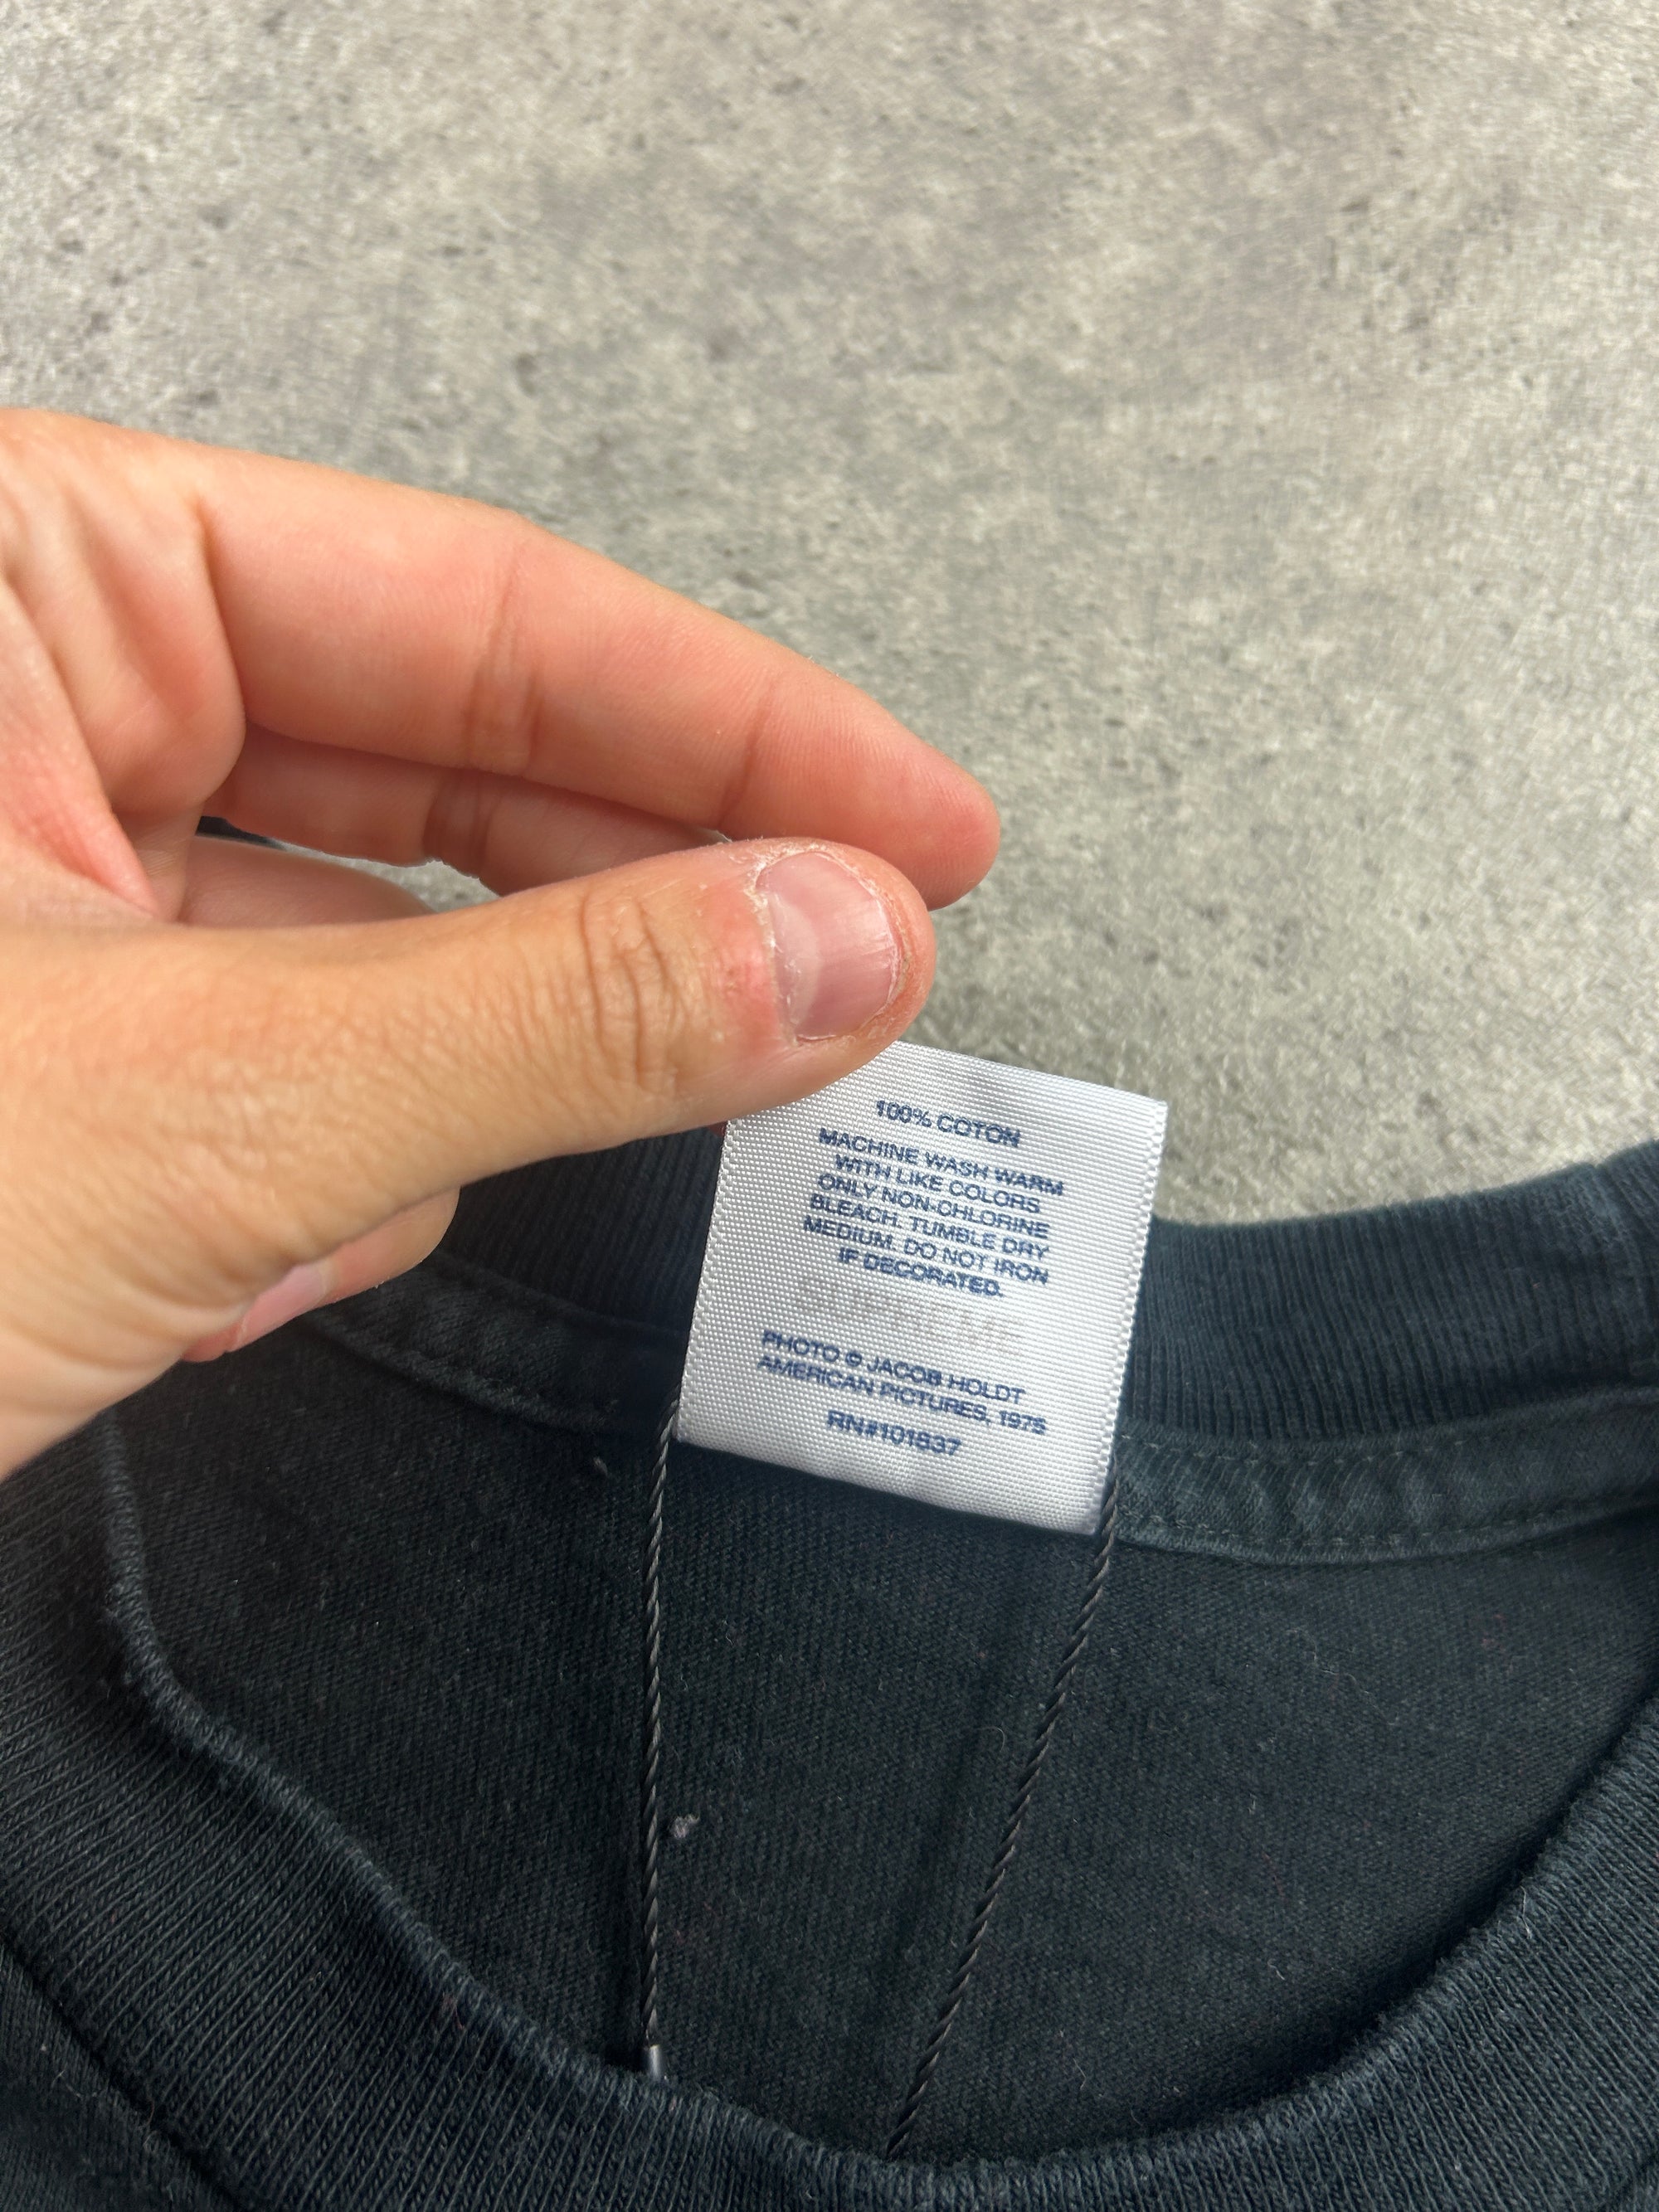 100% COTON
MACHINE WASH WARM
WITH LIKE COLORS
ONLY NON-CHLORINE
BLEACH. TUMBLE DRY
MEDIUM. DO NOT IRON
IF DECORATED.
SUPREME
PHOTO © JACOB HOLDT
AMERICAN PICTURES, 1975
RN#101837